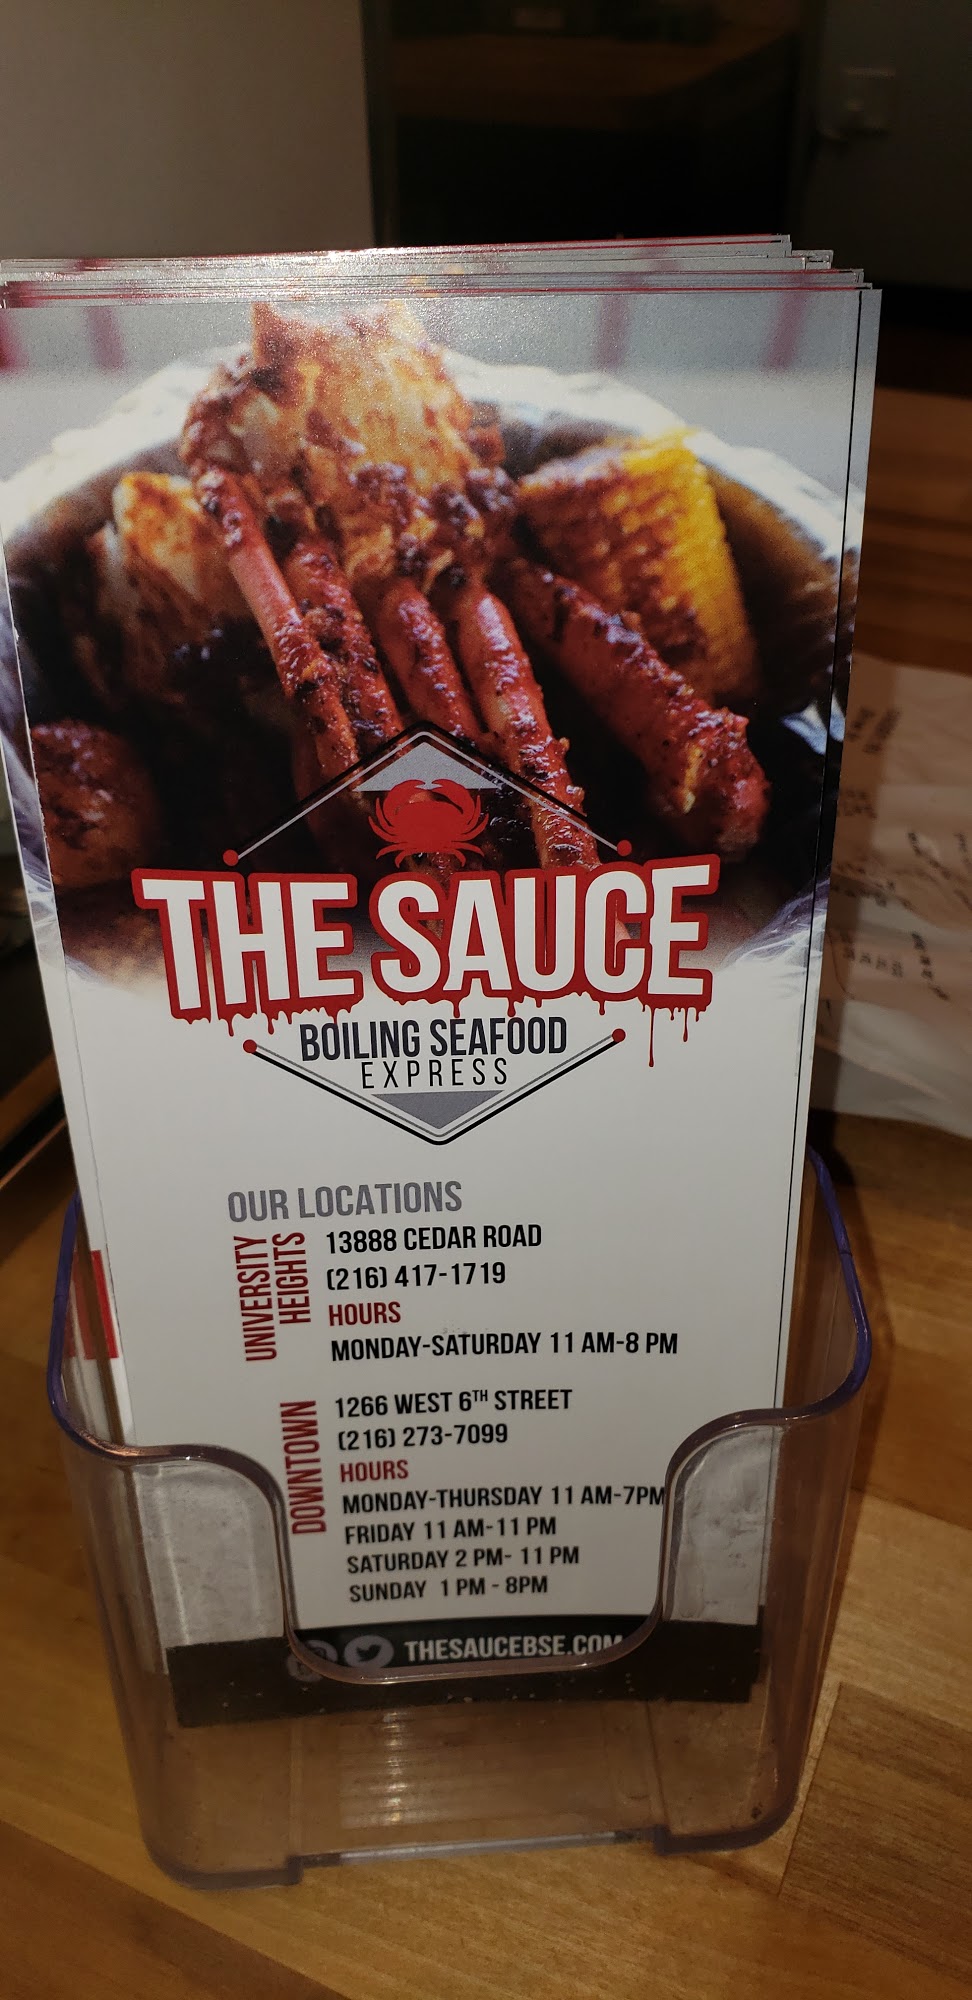 THE SAUCE
BOILING SEAFOOD
EXPRESS
OUR LOCATIONS
UNIVERSITY
HEIGHTS
13888 CEDAR ROAD
(216) 417-1719
HOURS
MONDAY-SATURDAY 11 AM-8 PM
DOWNTOWN
1266 WEST 6TH STREET
(216) 273-7099
HOURS
MONDAY-THURSDAY 11 AM-7PM
FRIDAY 11 AM-11 PM
SATURDAY 2 PM- 11 PM
SUNDAY 1 PM - 8PM
THESAUCEBSE.COM